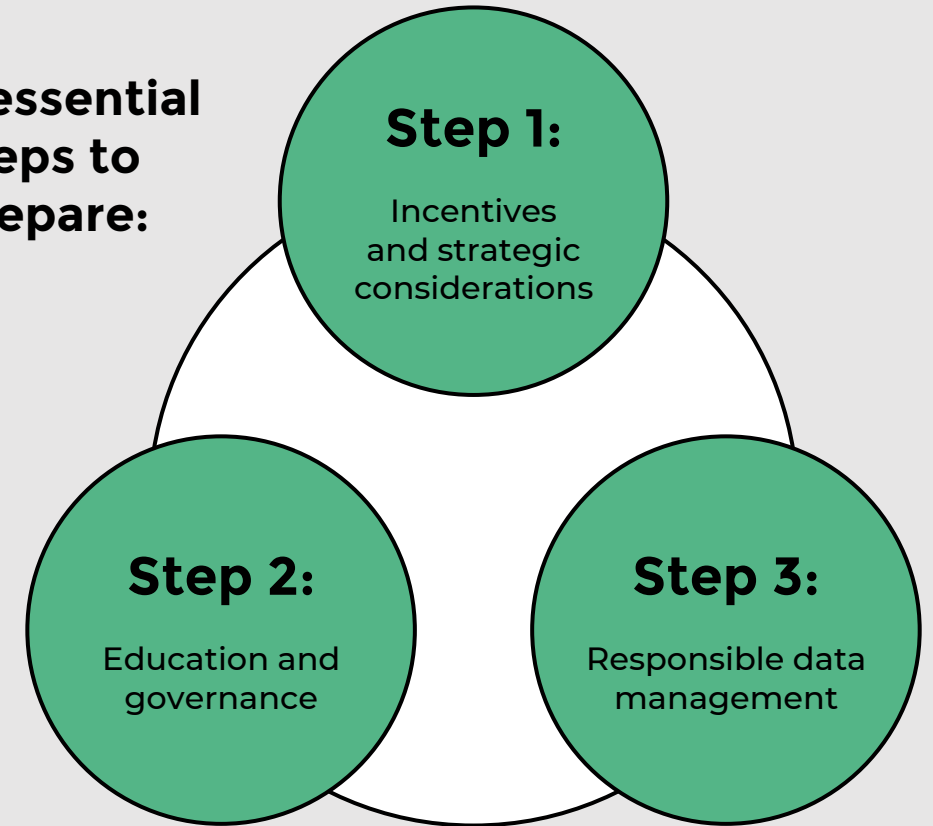 essential
eps to
epare:
Step 1:
Incentives
and strategic
considerations
Step 2:
Education and
governance
Step 3:
Responsible data
management